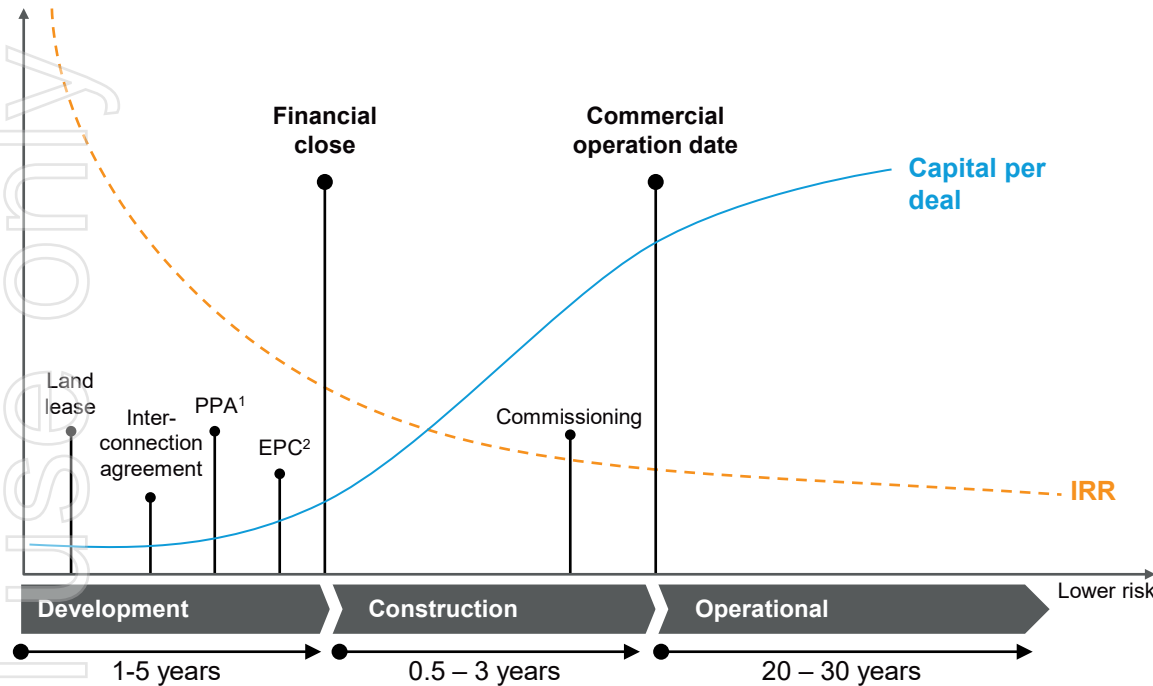 Financial
close
Commercial
operation date
Capital per
deal
Land
lease
Inter-
connection
agreement
PPA¹
EPC²
Commissioning
IRR
Lower risk
Development
Construction
Operational
1-5 years
0.5 – 3 years
20 – 30 years
use only